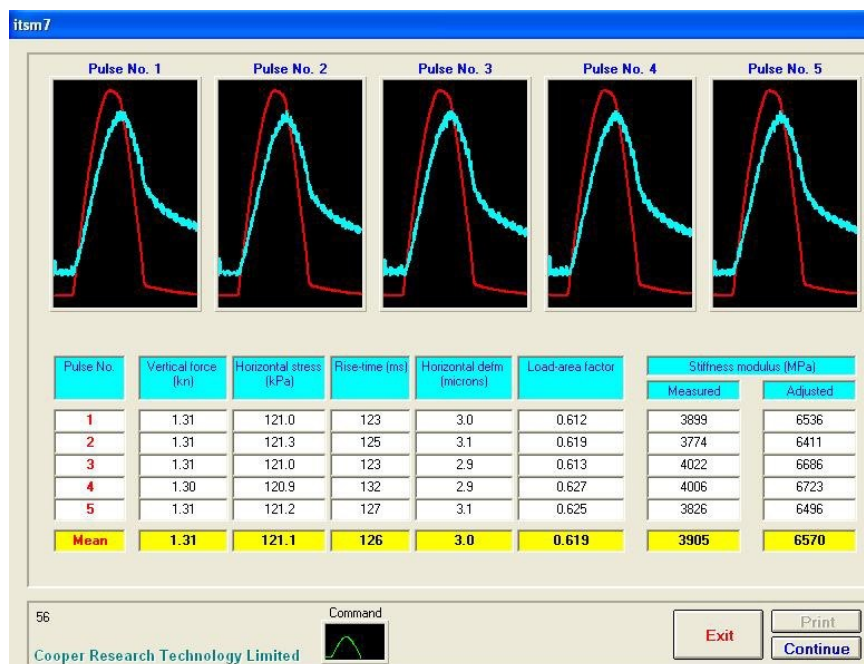 itsm7
Pulse No. 1 Pulse No. 2 Pulse No. 3 Pulse No. 4 Pulse No. 5
Pulse No. Vertical force (kn) Horizontal stress (kPa) Rise-time (ms) Horizontal defm (microns) Load-area factor Stiffness modulus (MPa)
Measured Adjusted
1 1.31 121.0 123 3.0 0.612 3899 6536
2 1.31 121.3 125 3.1 0.619 3774 6411
3 1.31 121.0 123 2.9 0.613 4022 6686
4 1.30 120.9 132 2.9 0.627 4006 6723
5 1.31 121.2 127 3.1 0.625 3826 6496
Mean 1.31 121.1 126 3.0 0.619 3905 6570
56
Command
Exit
Print
Continue
Cooper Research Technology Limited